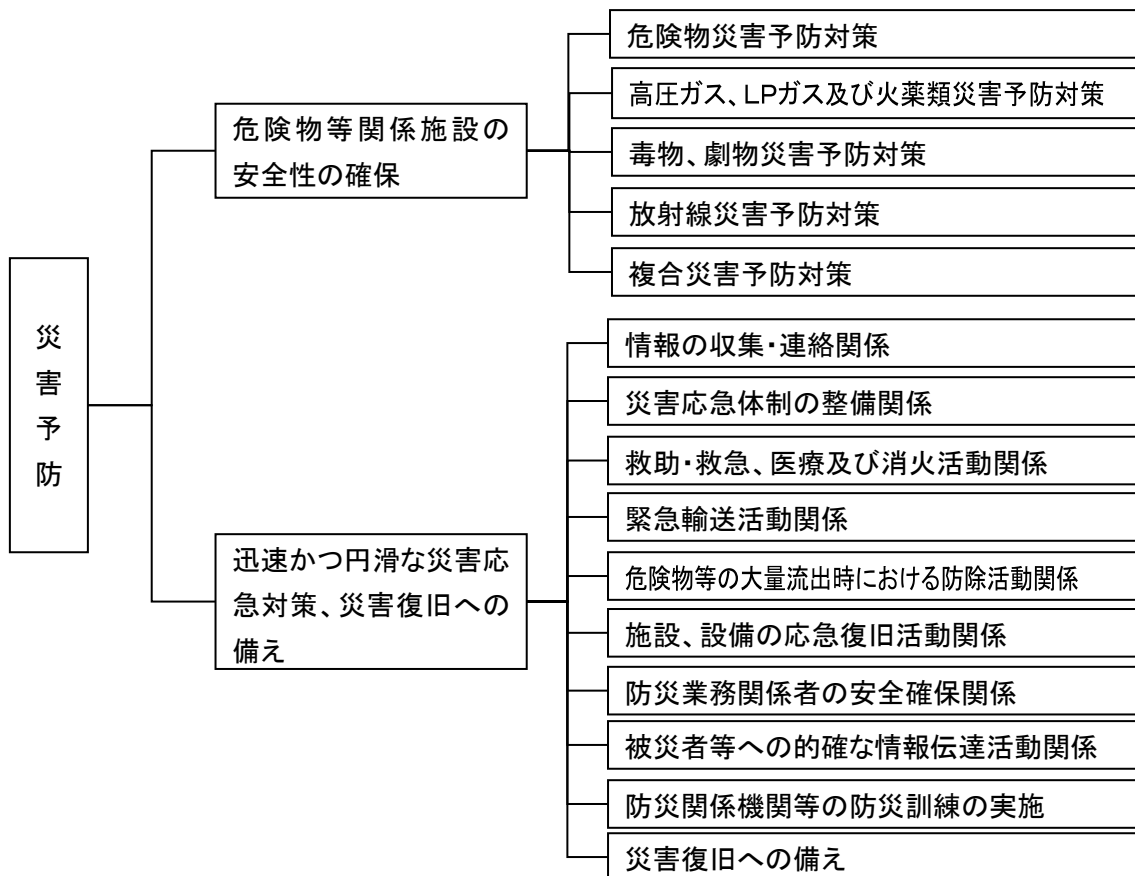 災害予防
危険物等関係施設の
安全性の確保
危険物災害予防対策
高圧ガス、LPガス及び火薬類災害予防対策
毒物、劇物災害予防対策
放射線災害予防対策
複合災害予防対策
迅速かつ円滑な災害応
急対策、災害復旧への
備え
情報の収集・連絡関係
災害応急体制の整備関係
救助・救急、医療及び消火活動関係
緊急輸送活動関係
危険物等の大量流出時における防除活動関係
施設、設備の応急復旧活動関係
防災業務関係者の安全確保関係
被災者等への的確な情報伝達活動関係
防災関係機関等の防災訓練の実施
災害復旧への備え